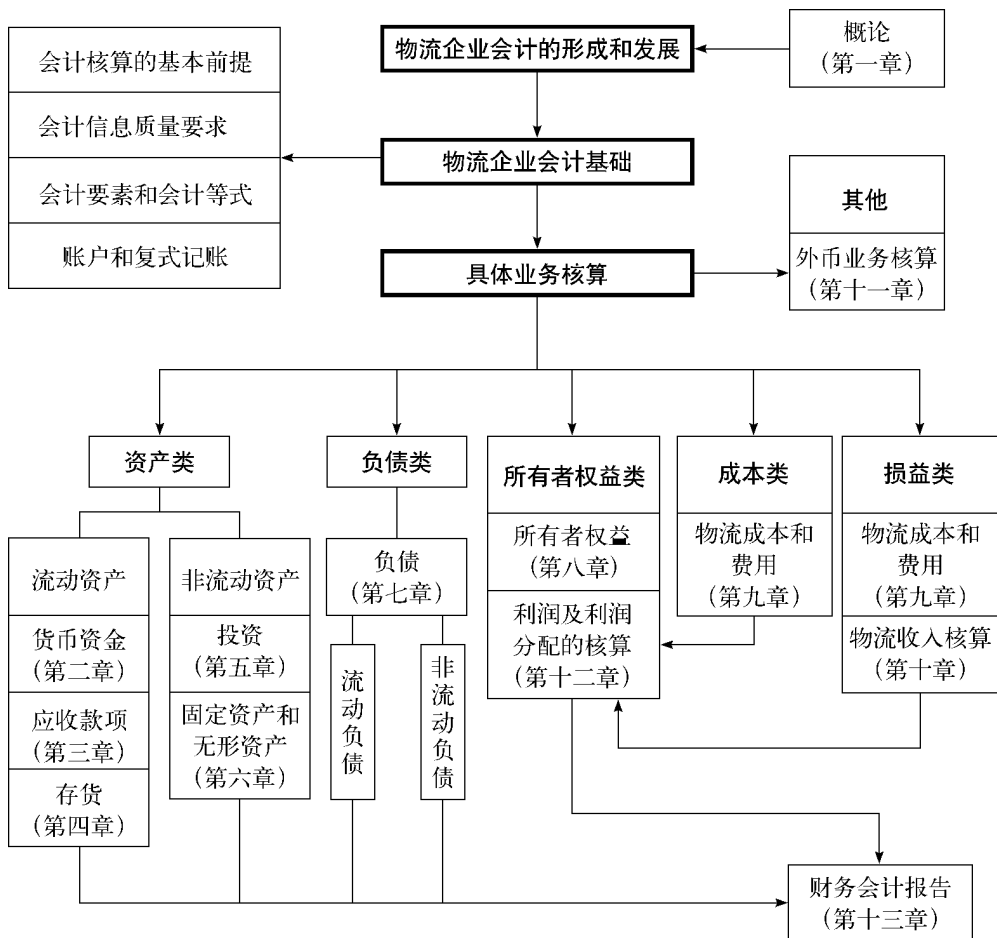 物流企业会计的形成和发展
概论
（第一章）
会计核算的基本前提
会计信息质量要求
会计要素和会计等式
账户和复式记账
物流企业会计基础
具体业务核算
其他
外币业务核算
（第十一章）
资产类
负债类
所有者权益类
成本类
损益类
流动资产
货币资金
（第二章）
应收款项
（第三章）
存货
（第四章）
非流动资产
投资
（第五章）
固定资产和
无形资产
（第六章）
负债
（第七章）
流动负债
非流动负债
所有者权益
（第八章）
利润及利润
分配的核算
（第十二章）
物流成本和
费用
（第九章）
物流成本和
费用
（第九章）
物流收入核算
（第十章）
财务会计报告
（第十三章）